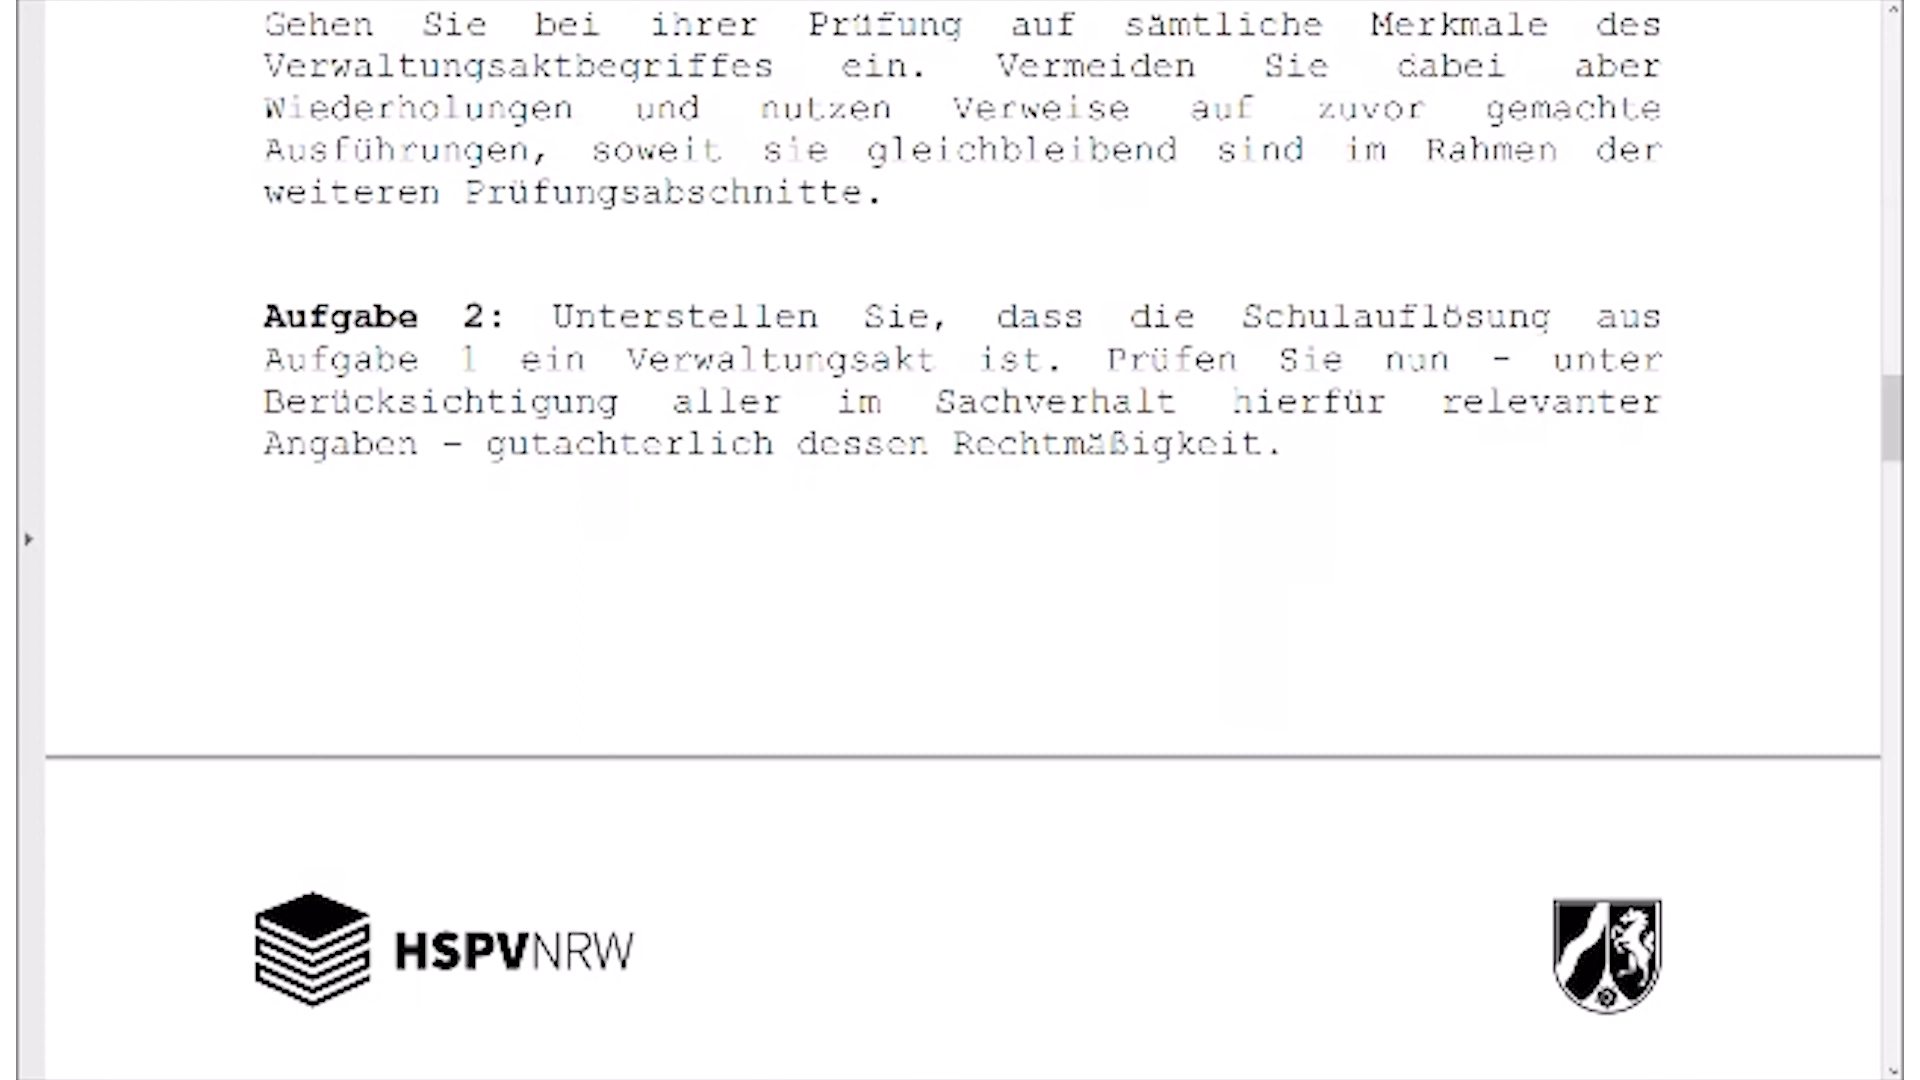 Gehen Sie bei ihrer Prüfung auf sämtliche Merkmale des
Verwaltungsaktbegriffes ein. Vermeiden Sie dabei aber
Wiederholungen und nutzen Verweise auf zuvor gemachte
Ausführungen, soweit sie gleichbleibend sind im Rahmen der
weiteren Prüfungsabschnitte.
Aufgabe 2: Unterstellen Sie, dass die Schulauflösung aus
Aufgabe 1 ein Verwaltungsakt ist. Prüfen Sie nun - unter
Berücksichtigung aller im Sachverhalt hierfür relevanter
Angaben - gutachterlich dessen Rechtmäßigkeit.
HSPVNRW